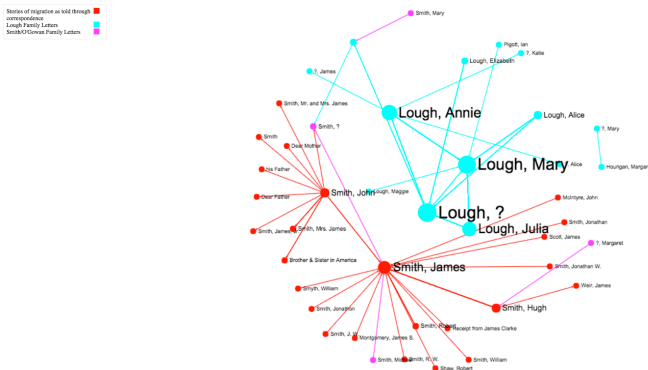 Stories of migration as told through
correspondence
Lough Family Letters
Smith/O'Gowan Family Letters
Smith, Mary
Pigott, Ian
?, Katie
Lough, Elizabeth
?, James
Smith, Mr. and Mrs. James
Lough, Annie
Lough, Alice
Smith, ?
?, Mary
Smith
Dear Mother
Lough, Mary
Alice
Hourigan, Margar
his Father
Smith, John
Lough, Maggie
Dear Father
McIntyre, John
Lough, ?
Smith, Jonathan
Smith, James
Smith, Mrs. James
Lough, Julia
Scott, James
?, Margaret
Brother & Sister in America
Smith, James
Smith, Jonathan W.
Smyth, William
Weir, James
Smith, Jonathon
Smith, Hugh
Smith, Robert
Receipt from James Clarke
Smith, J. W.
Montgomery, James S.
Smith,
Smith, R. W.
Smith, William
Shaw, Robert